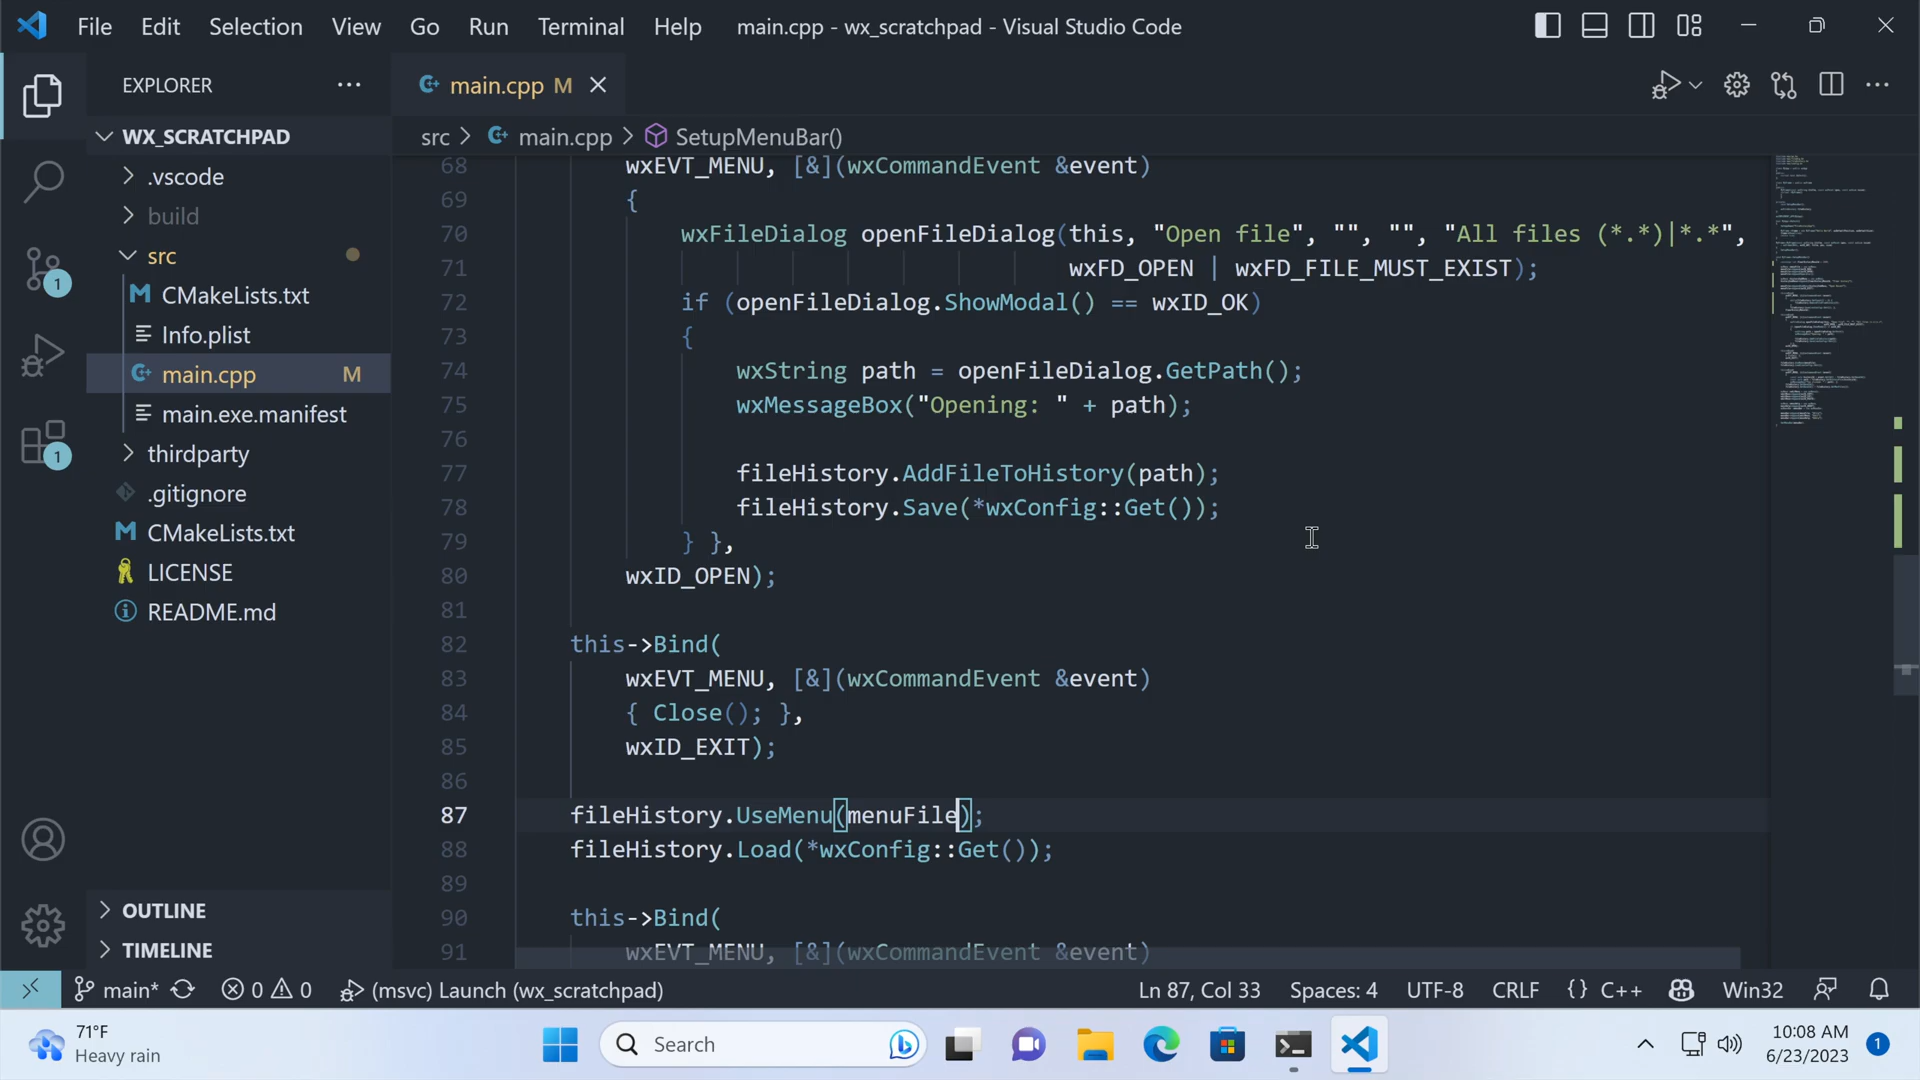 File Edit Selection View Go Run Terminal Help main.cpp - wx_scratchpad - Visual Studio Code
EXPLORER
main.cpp M
WX_SCRATCHPAD
.vscode
build
src
CMakeLists.txt
Info.plist
main.cpp M
main.exe.manifest
thirdparty
.gitignore
CMakeLists.txt
LICENSE
README.md
OUTLINE
TIMELINE
1
1
src > main.cpp > SetupMenuBar()
68 wxEVT_MENU, [&](wxCommandEvent &event)
69 {
70 wxFileDialog openFileDialog(this, "Open file", "", "", "All files (*.*)|*.*",
71 wxFD_OPEN | wxFD_FILE_MUST_EXIST);
72 if (openFileDialog.ShowModal() == wxID_OK)
73 {
74 wxString path = openFileDialog.GetPath();
75 wxMessageBox("Opening: " + path);
76
77 fileHistory.AddFileToHistory(path);
78 fileHistory.Save(*wxConfig::Get());
79 } },
80 wxID_OPEN);
81
82 this->Bind(
83 wxEVT_MENU, [&](wxCommandEvent &event)
84 { Close(); },
85 wxID_EXIT);
86
87 fileHistory.UseMenu(menuFile);
88 fileHistory.Load(*wxConfig::Get());
89
90 this->Bind(
91 wxEVT_MENU, [&](wxCommandEvent &event)
main* 0 0 (msvc) Launch (wx_scratchpad) Ln 87, Col 33 Spaces: 4 UTF-8 CRLF {} C++ Win32
71°F
Heavy rain
Search
10:08 AM
6/23/2023
1